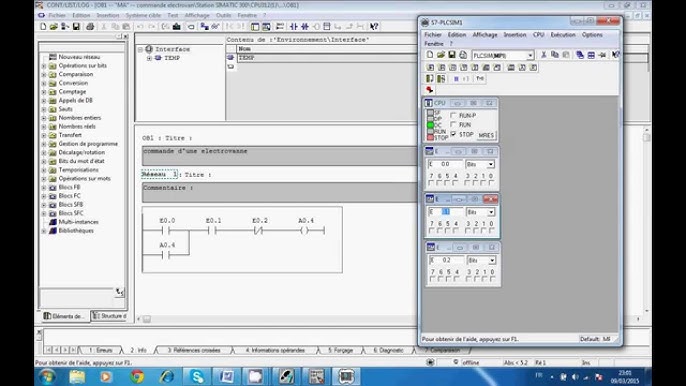 CONT/LIST/LOG - [OB1 -- "MA" -- commande electrovan\Station SIMATIC 300\CPU312(1)\...\OB1]
Fichier Edition Insertion Système cible Test Affichage Outils
Nouveau réseau
Opérations sur bits
Comparaison
Conversion
Comptage
Appels de DB
Sauts
Nombres entiers
Nombres réels
Transfert
Gestion de programme
Décalage/rotation
Bits du mot d'état
Temporisations
Opérations sur mots
Blocs FB
Blocs FC
Blocs SFB
Blocs SFC
Multi-instances
Bibliothèques
Eléments de...
Structure d
Interface
TEMP
Contenu de :'Environnement\Interface'
Nom
TEMP
OB1 : Titre :
commande d'une electrovanne
Réseau 1 : Titre :
Commentaire :
E0.0 E0.1 E0.2 A0.4
A0.4
S7-PLCSIM1
Fichier Edition Affichage Insertion CPU Exécution Options
Fenêtre ?
PLCSIM(MPI)
T=0
CPU
SF
DP
DC
RUN
STOP
RUN-P
RUN
STOP
MRES
E
E 0.0 Bits
7 6 5 4 3 2 1 0
E
E 0.1 Bits
7 6 5 4 3 2 1 0
E
E 0.2 Bits
7 6 5 4 3 2 1 0
Pour obtenir de l'aide, appuyez sur F1. Default: MF
1: Erreurs 2: Info 3: Références croisées 4: Informations opérandes 5: Forçage 6: Diagnostic 7: Comparaison
Pour obtenir de l'aide, appuyez sur F1. offline Abs < 5.2 Ins
FR
23:01
09/03/2015